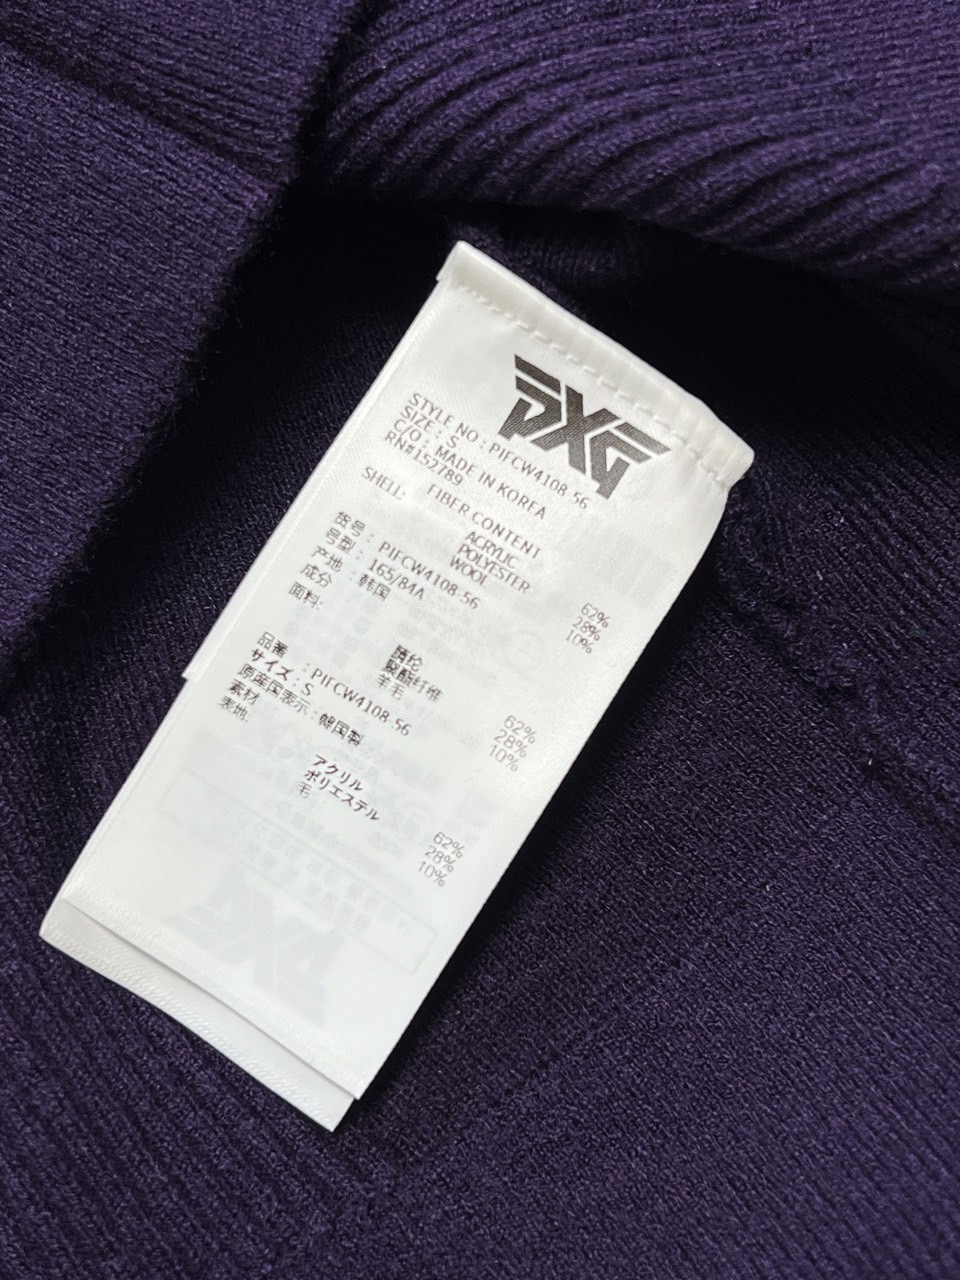 PXG
STYLE NO : PIFCW4108-56
SIZE : S
C/O : MADE IN KOREA
RN#152789
FIBER CONTENT
SHELL:
ACRYLIC 62%
POLYESTER 28%
WOOL 10%
货号 : PIFCW4108-56
号型 : 165/84A
产地 : 韩国
成分
面料:
腈纶 62%
聚酯纤维 28%
羊毛 10%
品番 : PIFCW4108-56
サイズ : S
原産国表示 : 韓国製
素材
表地:
アクリル 62%
ポリエステル 28%
毛 10%